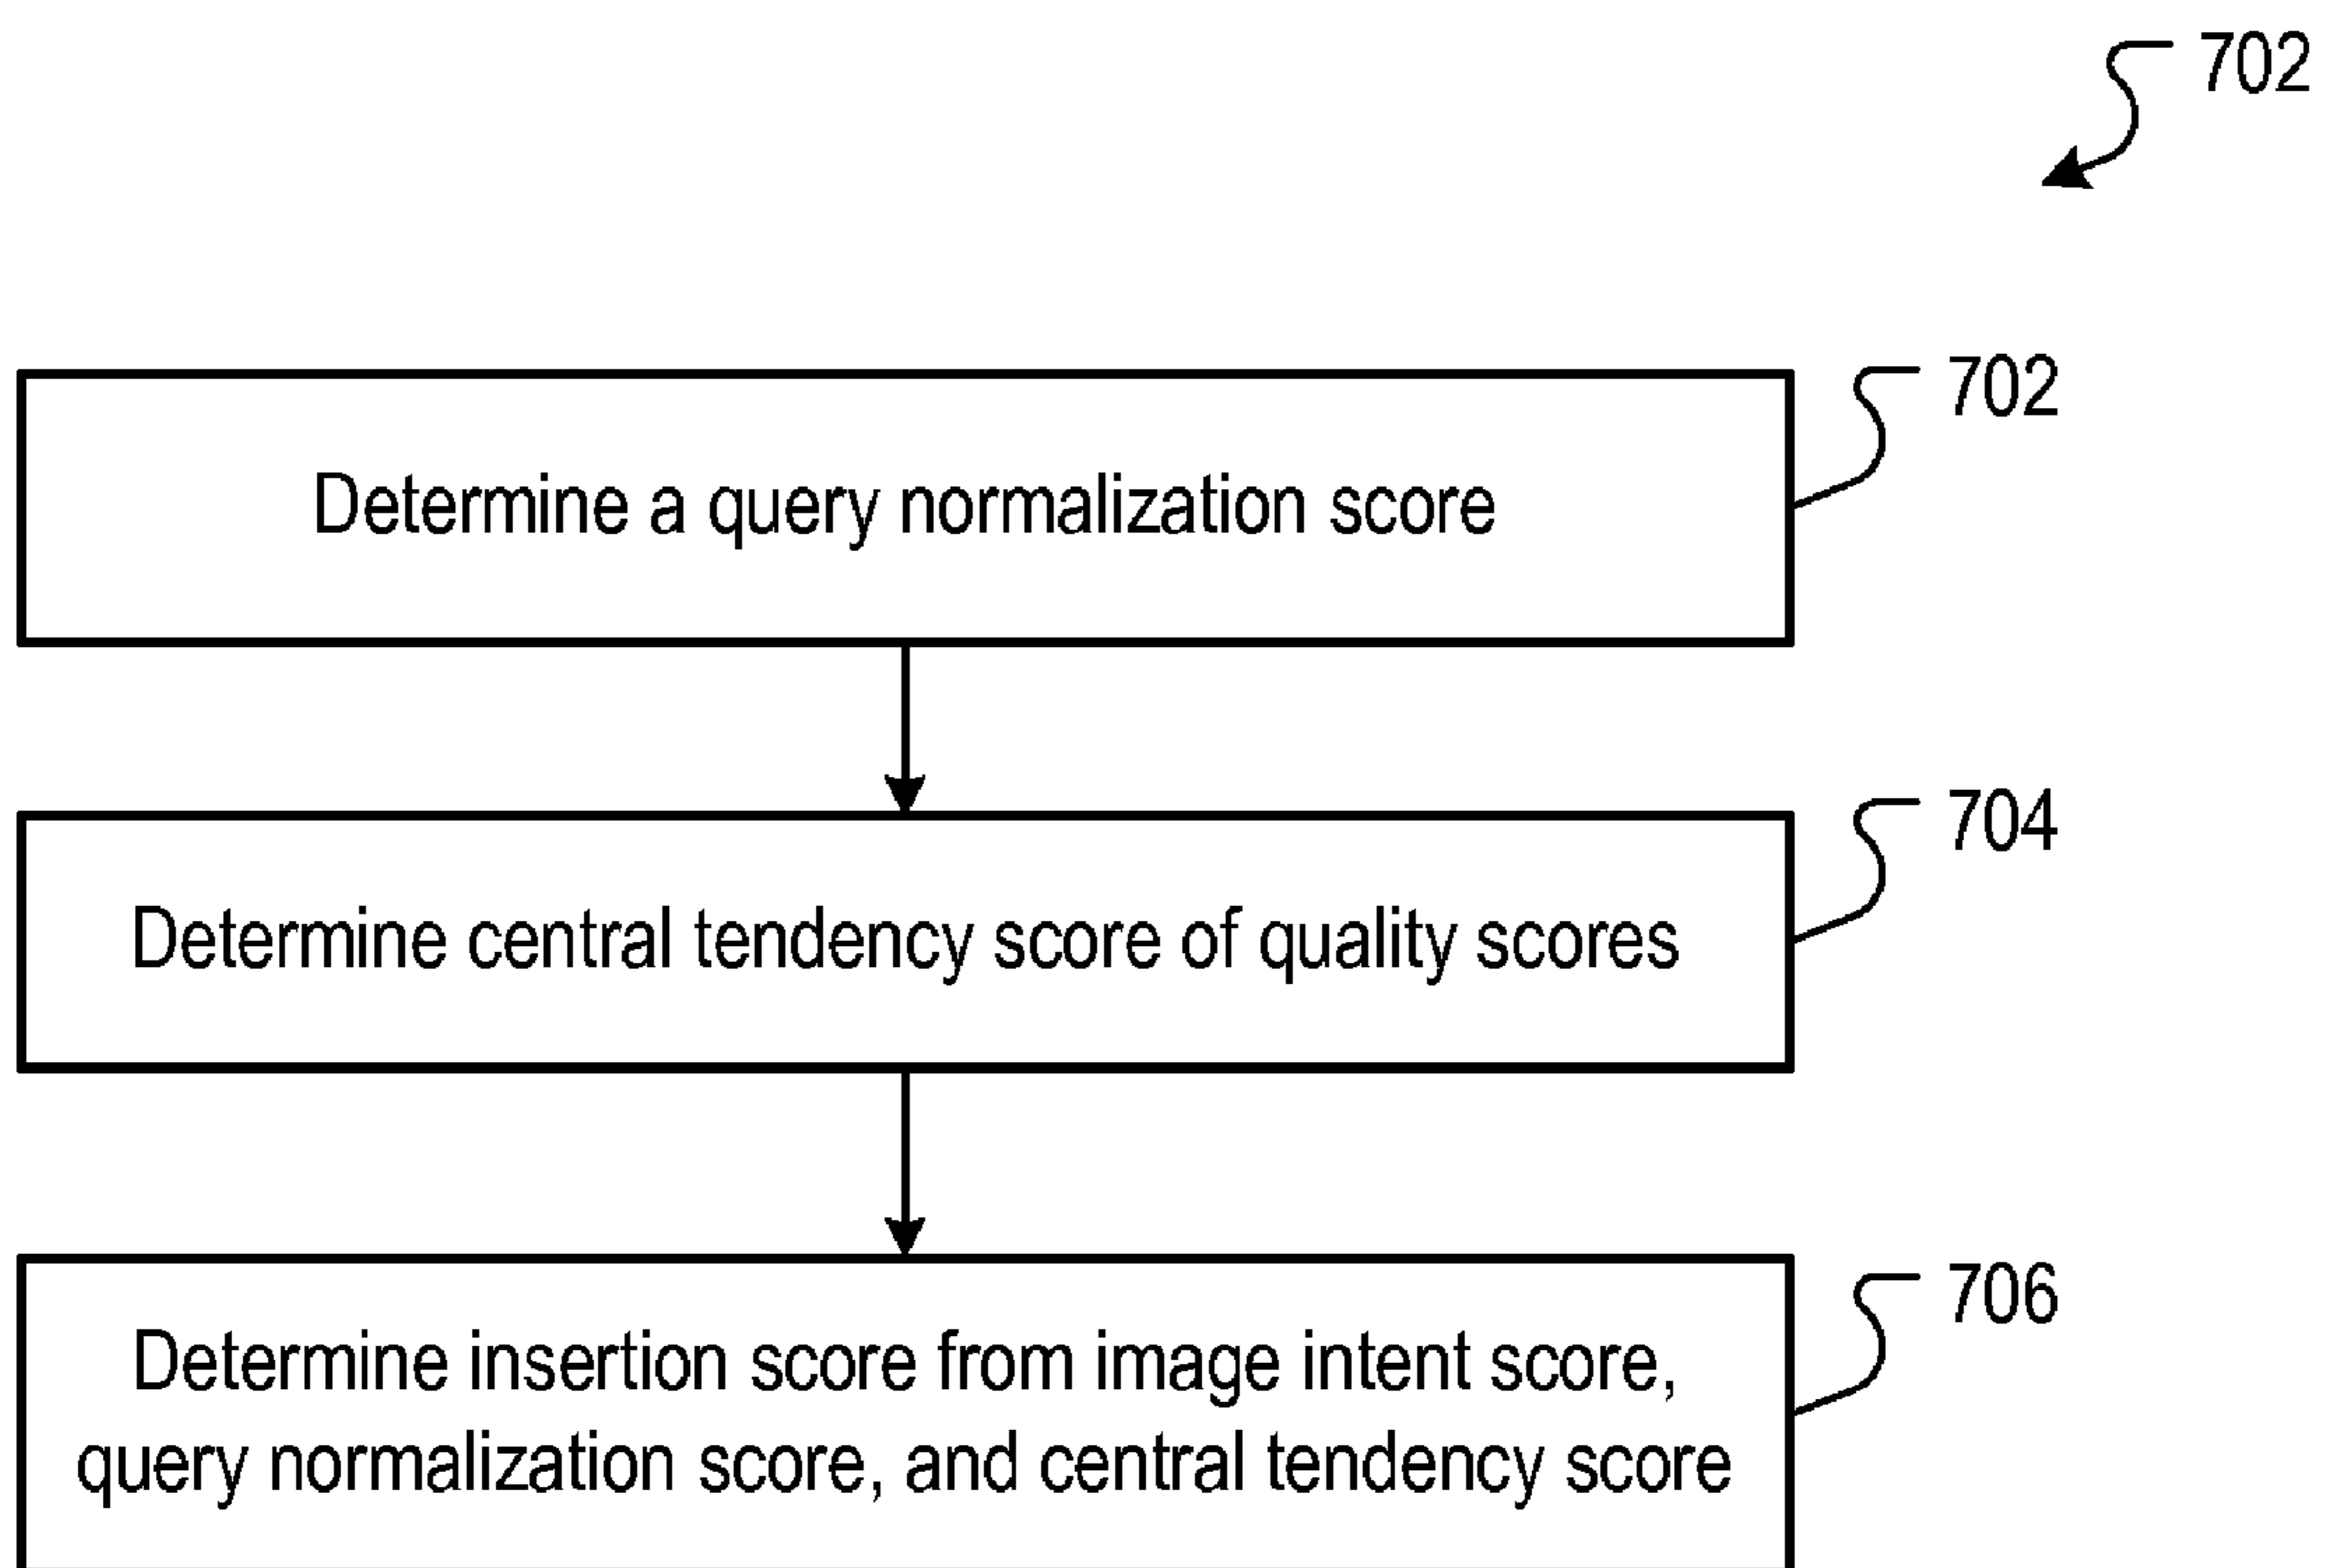 702
702
Determine a query normalization score
704
Determine central tendency score of quality scores
706
Determine insertion score from image intent score,
query normalization score, and central tendency score